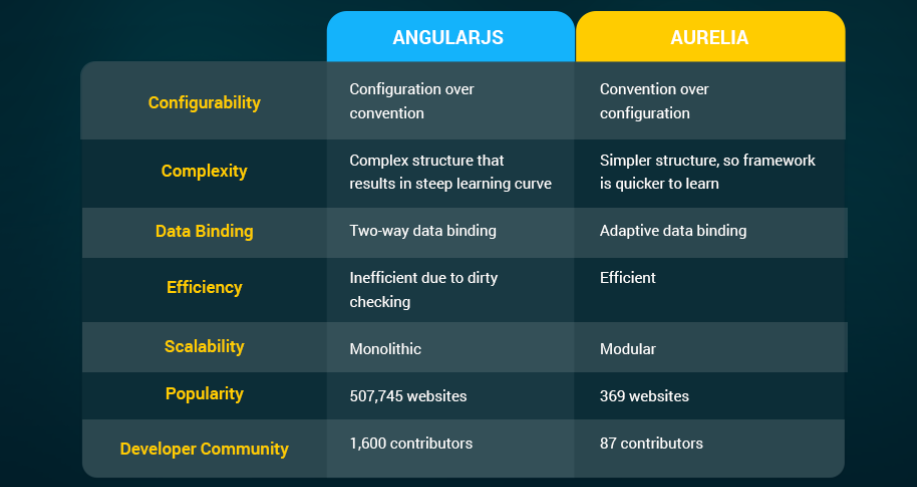 ANGULARJS AURELIA
Configurability
Configuration over
convention
Convention over
configuration
Complexity
Complex structure that
results in steep learning curve
Simpler structure, so framework
is quicker to learn
Data Binding
Two-way data binding
Adaptive data binding
Efficiency
Inefficient due to dirty
checking
Efficient
Scalability
Monolithic
Modular
Popularity
507,745 websites
369 websites
Developer Community
1,600 contributors
87 contributors